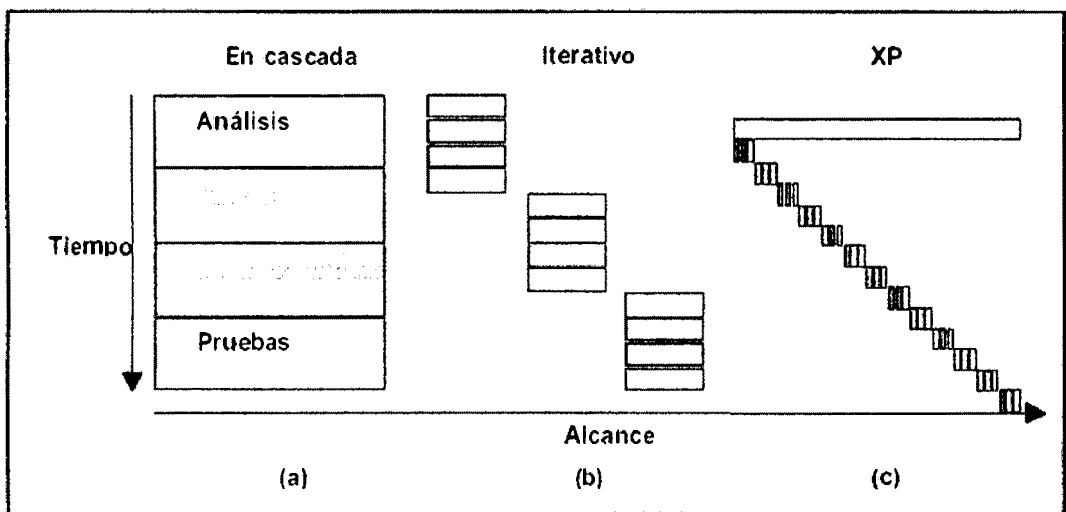 En cascada
Iterativo
XP
Análisis
Tiempo
Pruebas
Alcance
(a)
(b)
(c)